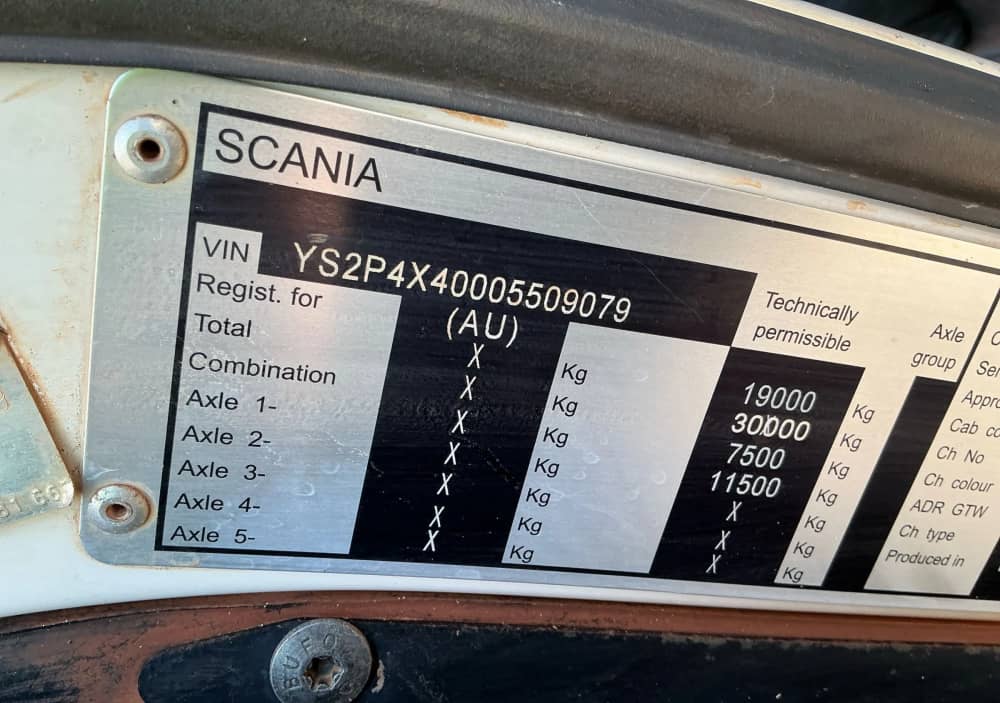 SCANIA
VIN YS2P4X40005509079
Regist. for (AU) Technically permissible Axle group
Total X Kg 19000 Kg
Combination X Kg 30000 Kg
Axle 1- X Kg 7500 Kg
Axle 2- X Kg 11500 Kg
Axle 3- X Kg X Kg
Axle 4- X Kg X Kg
Axle 5- X Kg X Kg
Ch No
Ch colour
ADR GTW
Ch type
Produced in
BUFO